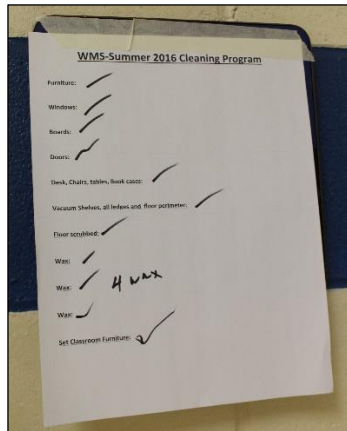 WMS-Summer 2016 Cleaning Program
Furniture:
Windows:
Boards:
Doors:
Desk, Chairs, tables, Book cases:
Vacuum Shelves, all ledges and floor perimeter:
Floor scrubbed:
Wax:
Wax: 4 wax
Wax:
Set Classroom Furniture: